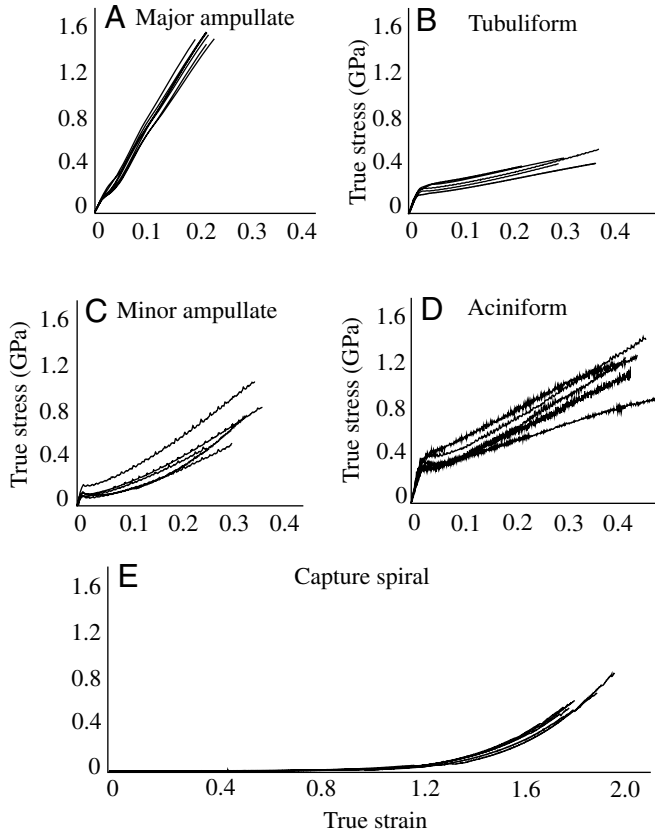 A Major ampullate
1.6
1.2
0.8
0.4
0
0 0.1 0.2 0.3 0.4
B Tubuliform
True stress (GPa)
1.6
1.2
0.8
0.4
0
0 0.1 0.2 0.3 0.4
C Minor ampullate
True stress (GPa)
1.6
1.2
0.8
0.4
0
0 0.1 0.2 0.3 0.4
D Aciniform
True stress (GPa)
1.6
1.2
0.8
0.4
0
0 0.1 0.2 0.3 0.4
E Capture spiral
1.6
1.2
0.8
0.4
0
0 0.4 0.8 1.2 1.6 2.0
True strain